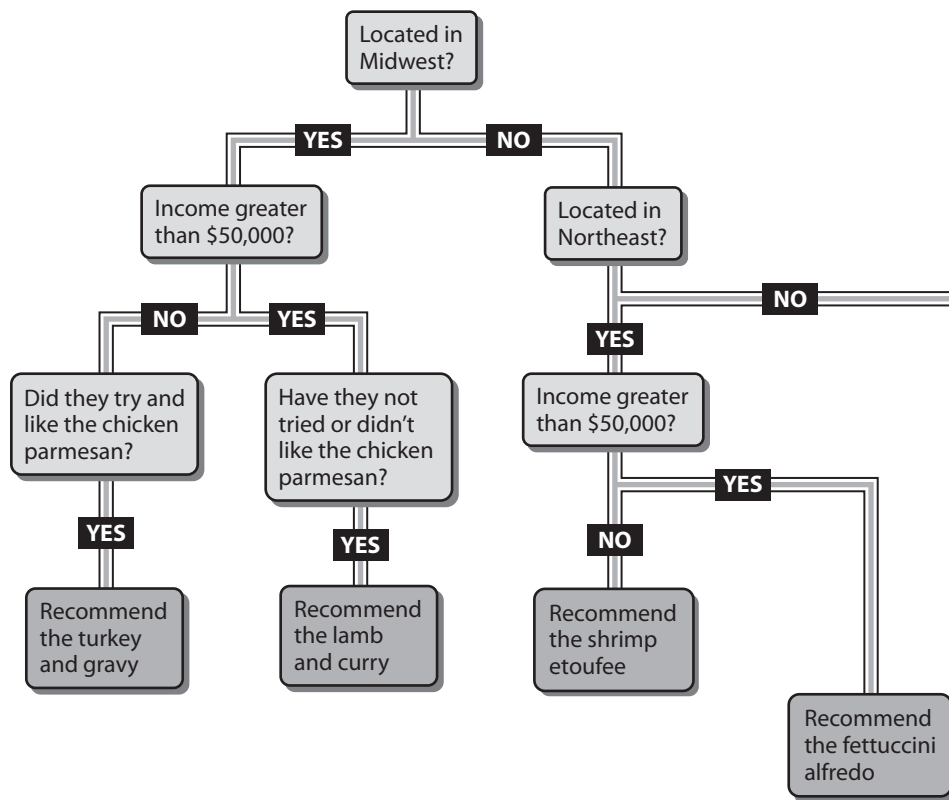 Located in
Midwest?
YES
NO
Income greater
than $50,000?
Located in
Northeast?
NO
YES
NO
YES
Did they try and
like the chicken
parmesan?
Have they not
tried or didn't
like the chicken
parmesan?
Income greater
than $50,000?
YES
YES
YES
NO
Recommend
the turkey
and gravy
Recommend
the lamb
and curry
Recommend
the shrimp
etoufee
Recommend
the fettuccini
alfredo